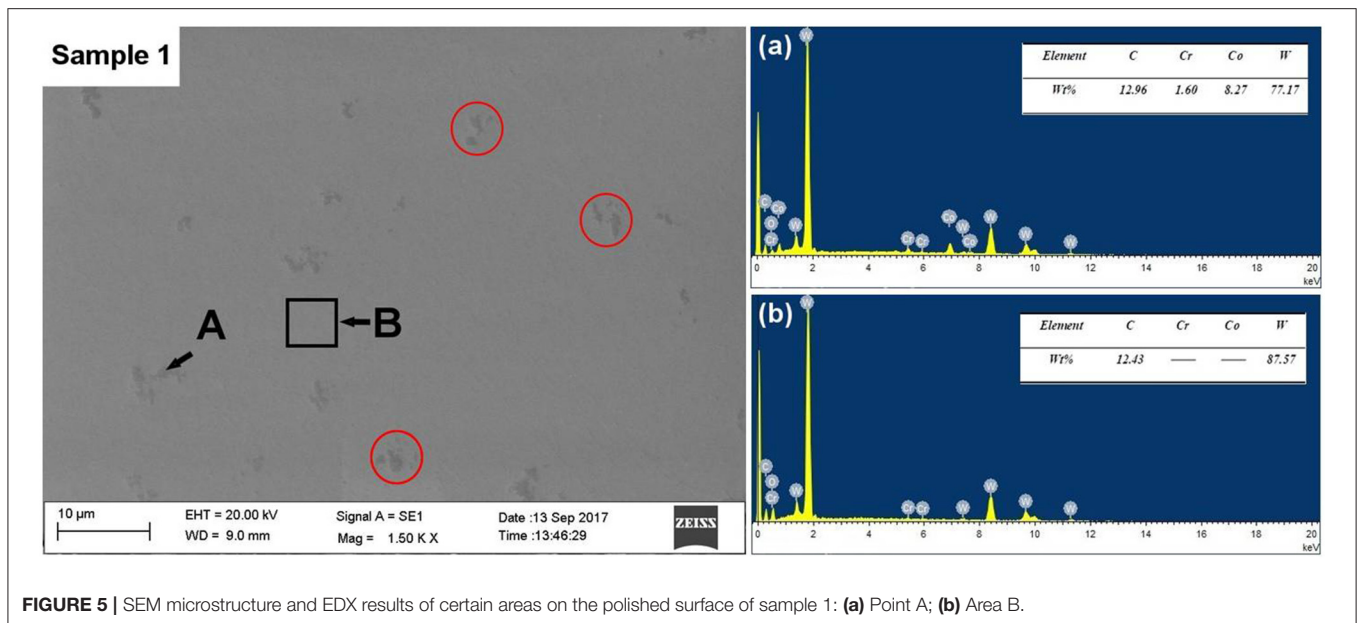 Sample 1
A
B
10 µm
EHT = 20.00 kV
WD = 9.0 mm
Signal A = SE1
Mag = 1.50 K X
Date :13 Sep 2017
Time :13:46:29
ZEISS
(a)
Element C Cr Co W
Wt% 12.96 1.60 8.27 77.17
W
C Co
O W Co W
Cr Cr Cr W Co W W
0 2 4 6 8 10 12 14 16 18 20
keV
(b)
Element C Cr Co W
Wt% 12.43 —— —— 87.57
W
C
O W W
Cr Cr Cr W W W
0 2 4 6 8 10 12 14 16 18 20
keV
FIGURE 5 | SEM microstructure and EDX results of certain areas on the polished surface of sample 1: (a) Point A; (b) Area B.